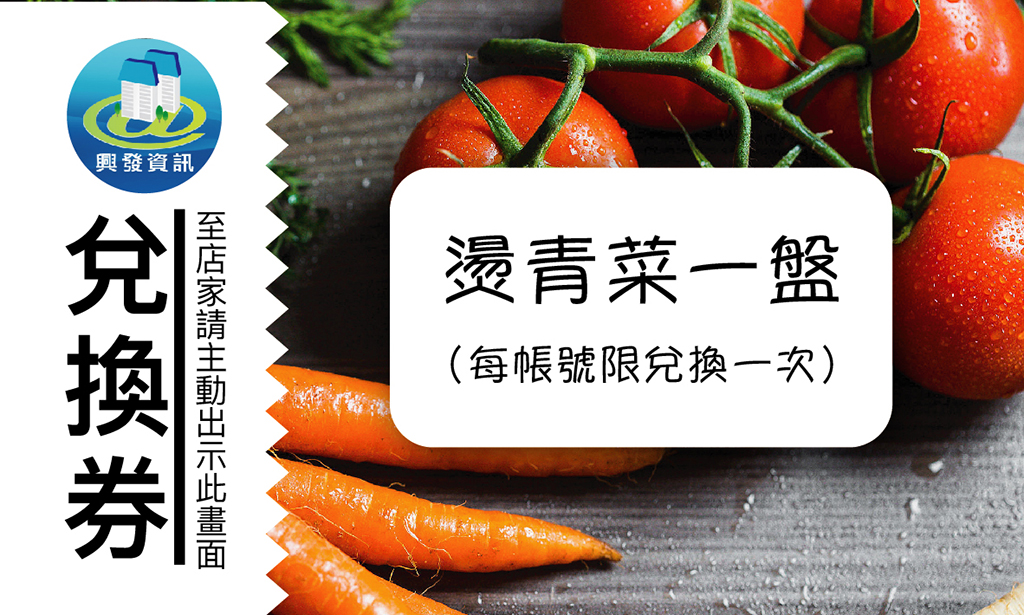 興發資訊
兌換券
至店家請主動出示此畫面
燙青菜一盤
（每帳號限兌換一次）